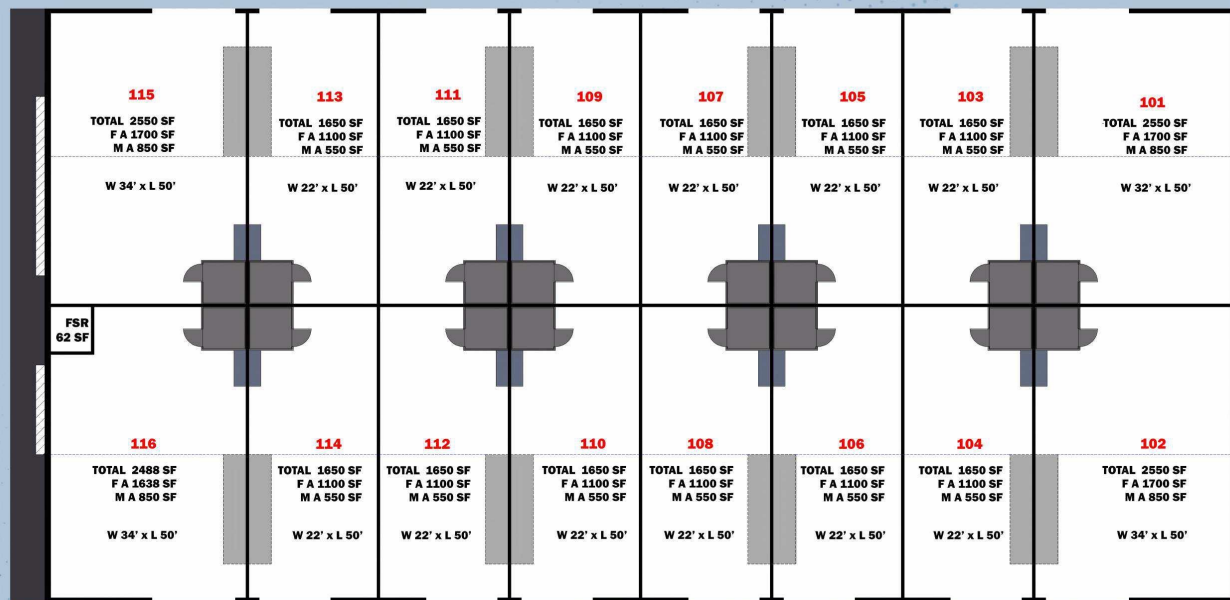 115
TOTAL 2550 SF
F A 1700 SF
M A 850 SF
W 34' x L 50'
113
TOTAL 1650 SF
F A 1100 SF
M A 550 SF
W 22' x L 50'
111
TOTAL 1650 SF
F A 1100 SF
M A 550 SF
W 22' x L 50'
109
TOTAL 1650 SF
F A 1100 SF
M A 550 SF
W 22' x L 50'
107
TOTAL 1650 SF
F A 1100 SF
M A 550 SF
W 22' x L 50'
105
TOTAL 1650 SF
F A 1100 SF
M A 550 SF
W 22' x L 50'
103
TOTAL 1650 SF
F A 1100 SF
M A 550 SF
W 22' x L 50'
101
TOTAL 2550 SF
F A 1700 SF
M A 850 SF
W 32' x L 50'
FSR
62 SF
116
TOTAL 2488 SF
F A 1638 SF
M A 850 SF
W 34' x L 50'
114
TOTAL 1650 SF
F A 1100 SF
M A 550 SF
W 22' x L 50'
112
TOTAL 1650 SF
F A 1100 SF
M A 550 SF
W 22' x L 50'
110
TOTAL 1650 SF
F A 1100 SF
M A 550 SF
W 22' x L 50'
108
TOTAL 1650 SF
F A 1100 SF
M A 550 SF
W 22' x L 50'
106
TOTAL 1650 SF
F A 1100 SF
M A 550 SF
W 22' x L 50'
104
TOTAL 1650 SF
F A 1100 SF
M A 550 SF
W 22' x L 50'
102
TOTAL 2550 SF
F A 1700 SF
M A 850 SF
W 34' x L 50'